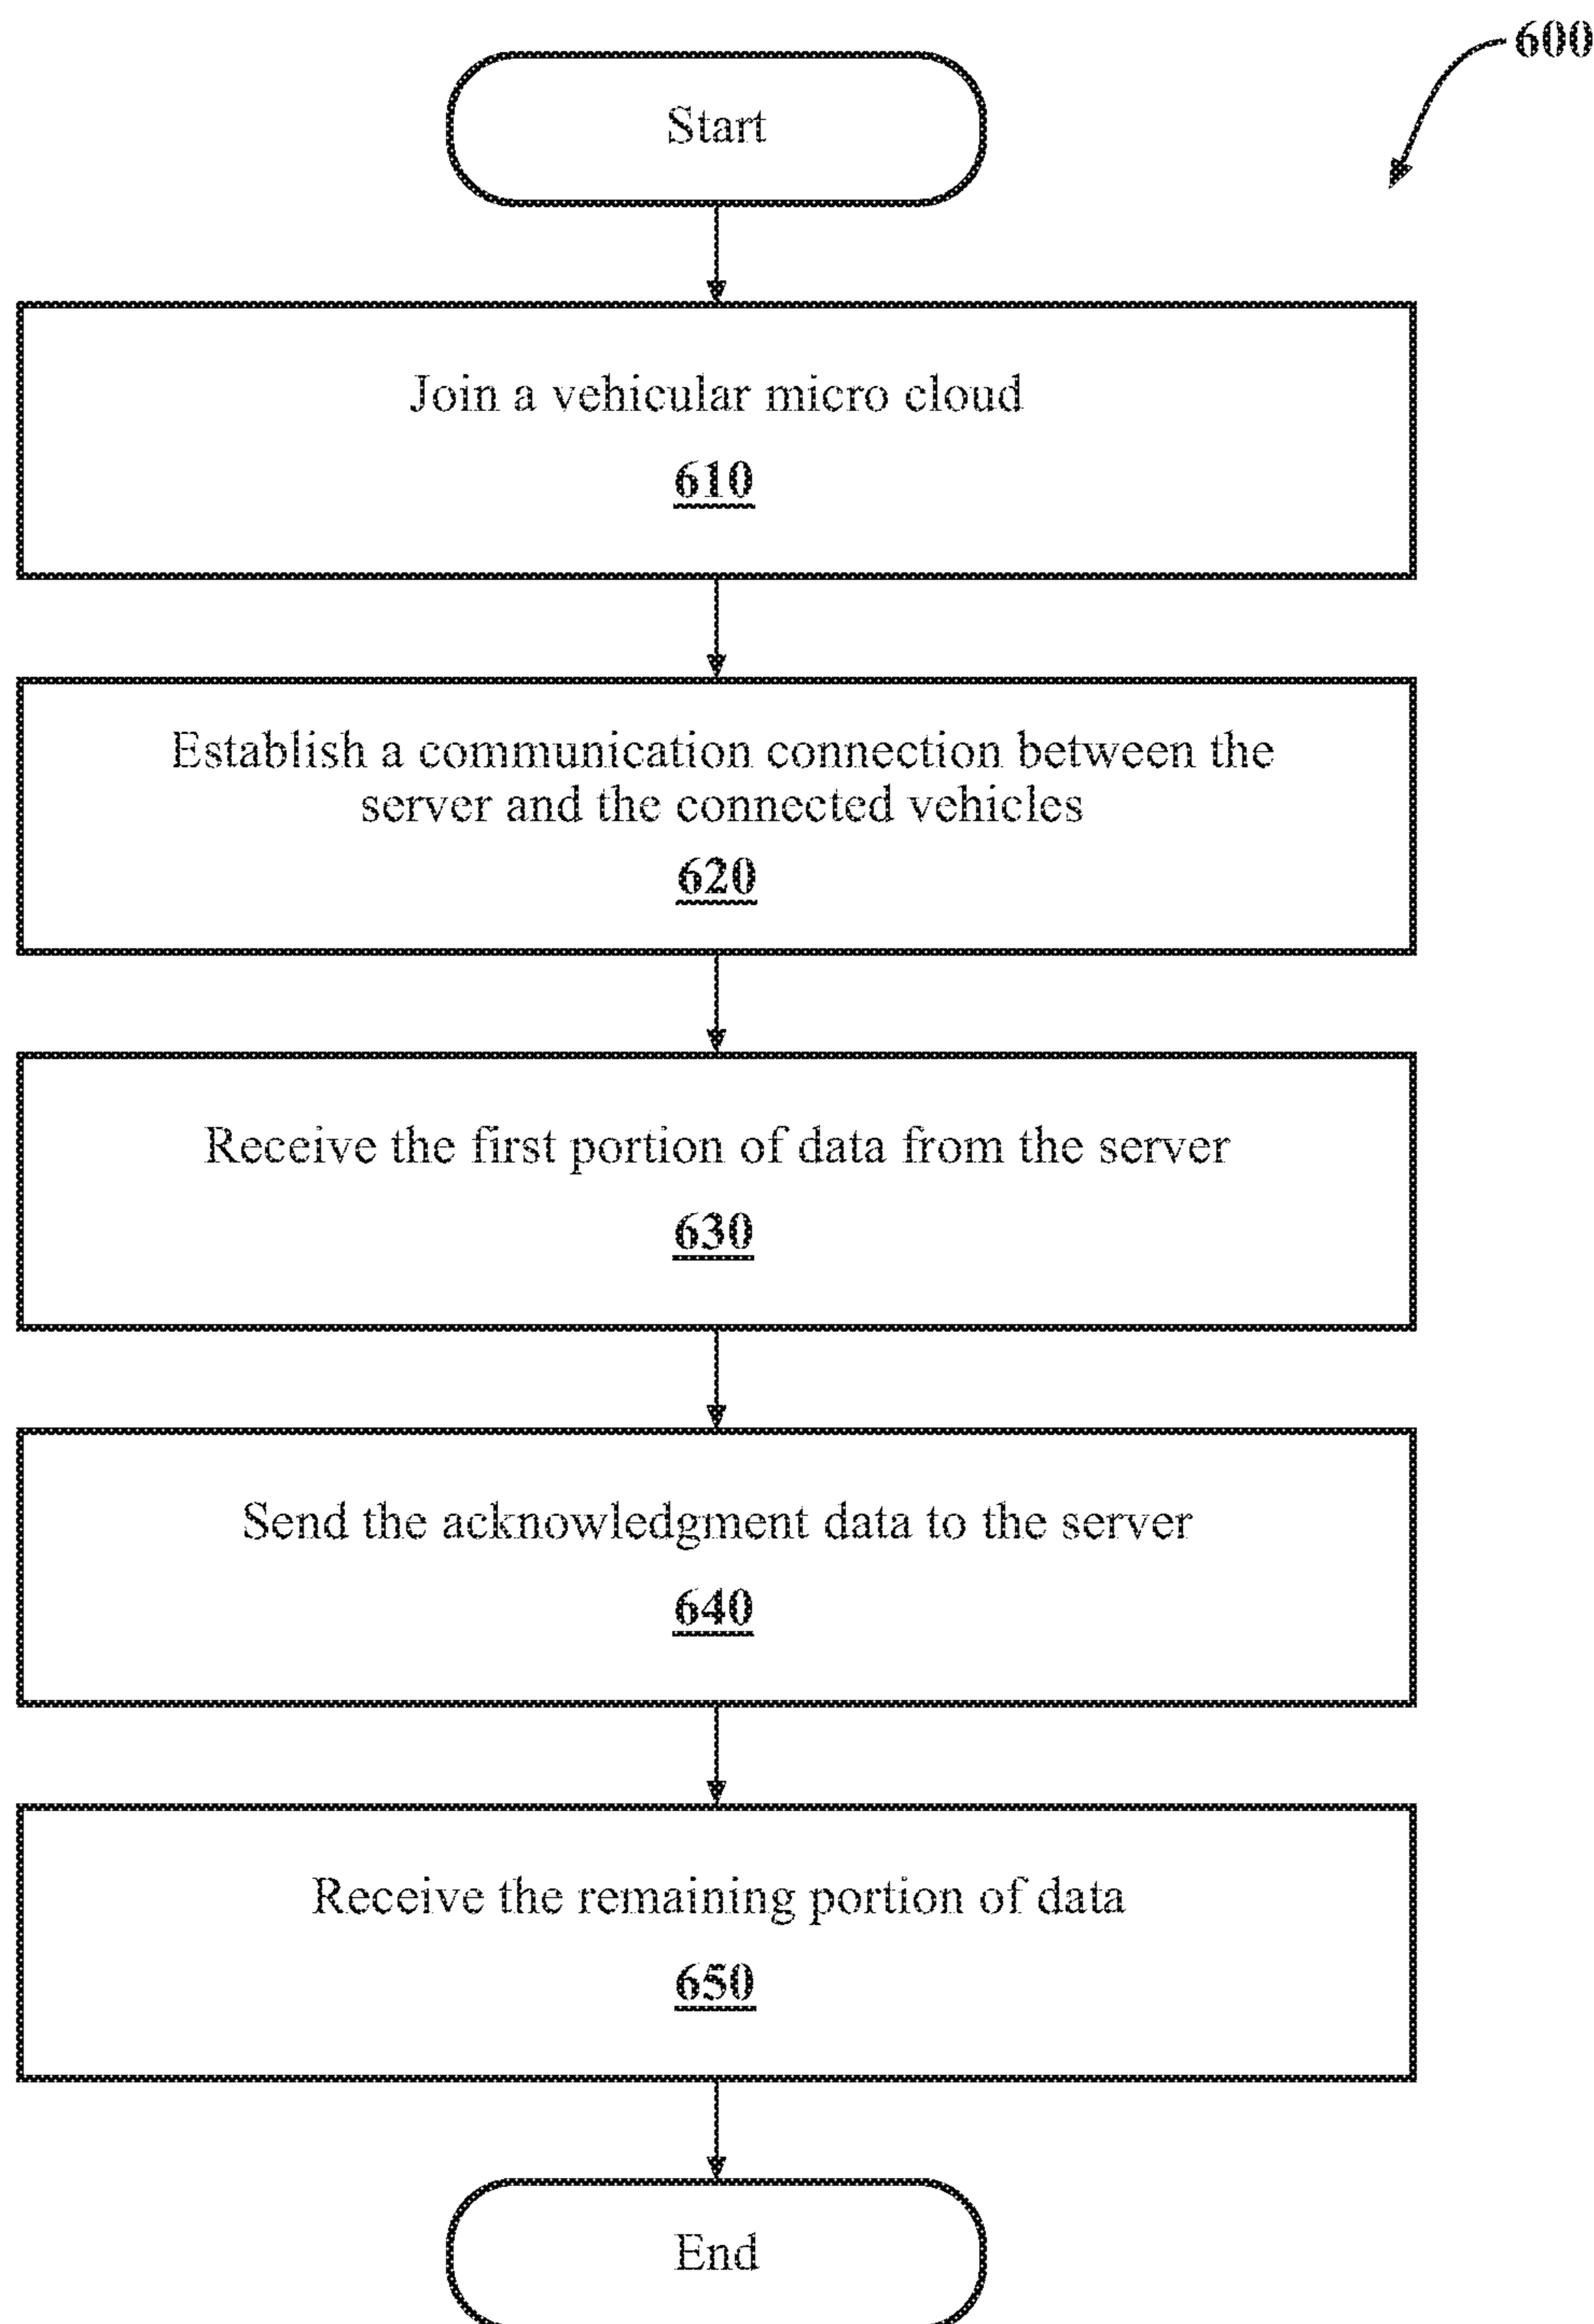 600
Start
Join a vehicular micro cloud
610
Establish a communication connection between the
server and the connected vehicles
620
Receive the first portion of data from the server
630
Send the acknowledgment data to the server
640
Receive the remaining portion of data
650
End